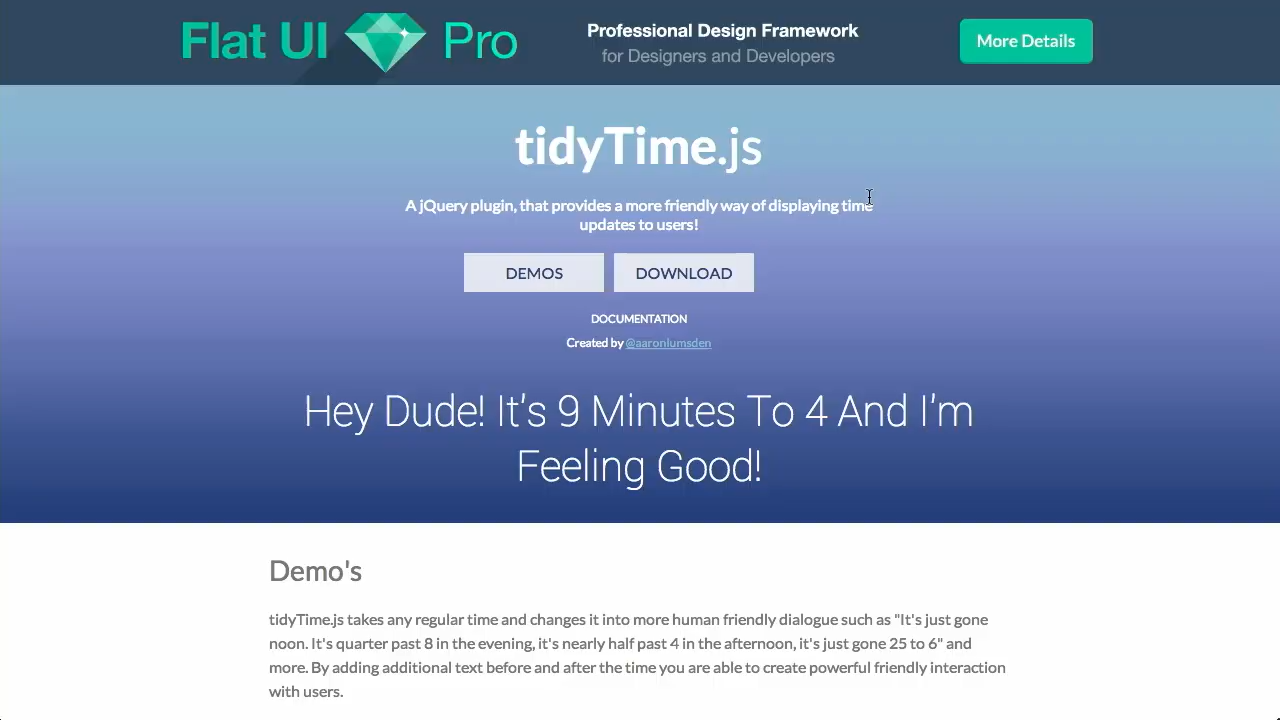 Flat UI Pro
Professional Design Framework
for Designers and Developers
More Details
tidyTime.js
A jQuery plugin, that provides a more friendly way of displaying time
updates to users!
DEMOS
DOWNLOAD
DOCUMENTATION
Created by @aaronlumsden
Hey Dude! It's 9 Minutes To 4 And I'm
Feeling Good!
Demo's
tidyTime.js takes any regular time and changes it into more human friendly dialogue such as "It's just gone
noon. It's quarter past 8 in the evening, it's nearly half past 4 in the afternoon, it's just gone 25 to 6" and
more. By adding additional text before and after the time you are able to create powerful friendly interaction
with users.